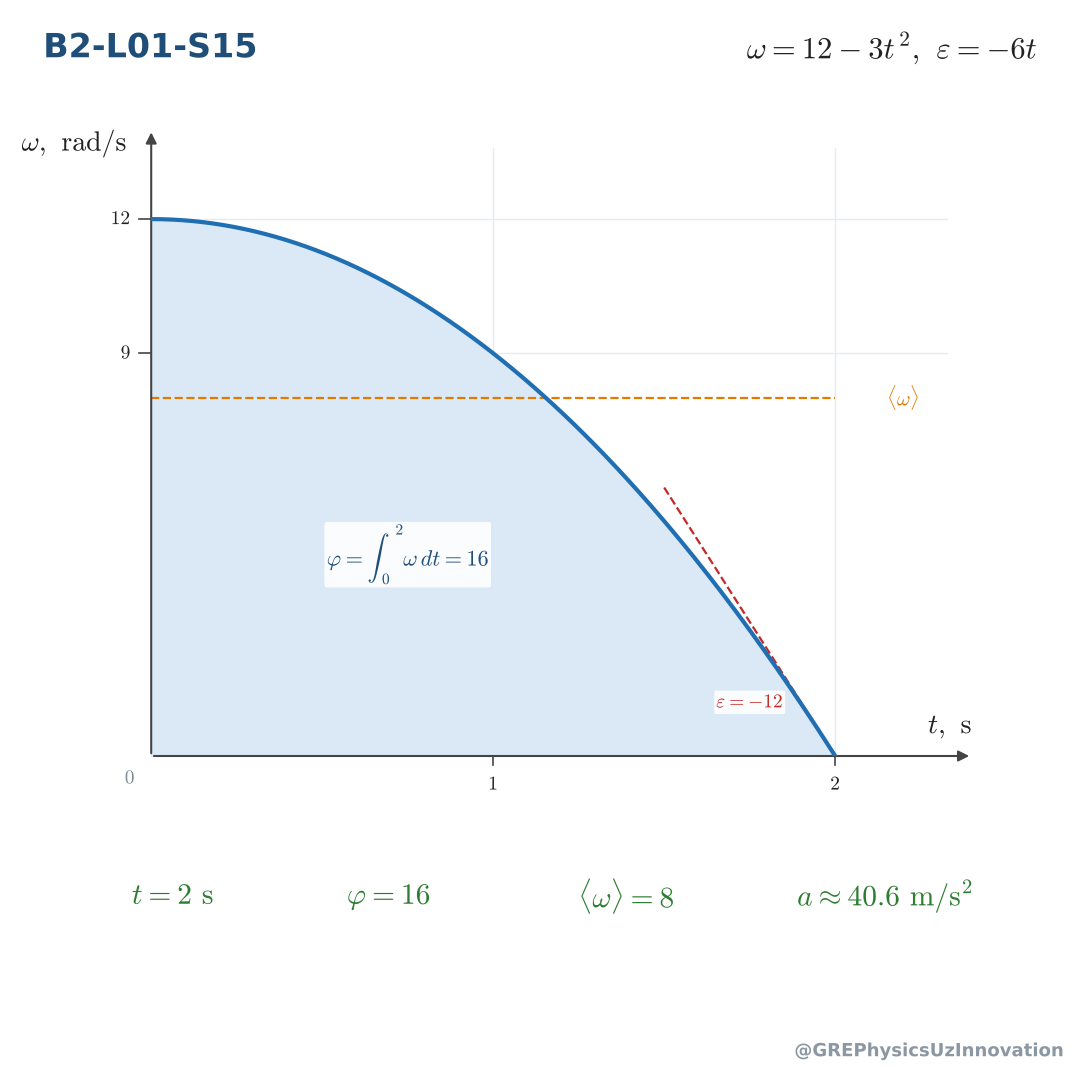 B2-L01-S15
ω = 12 − 3t², ε = −6t
ω, rad/s
12
9
⟨ω⟩
φ = ∫₀² ω dt = 16
ε = −12
t, s
0
1
2
t = 2 s
φ = 16
⟨ω⟩ = 8
a ≈ 40.6 m/s²
@GREPhysicsUzInnovation